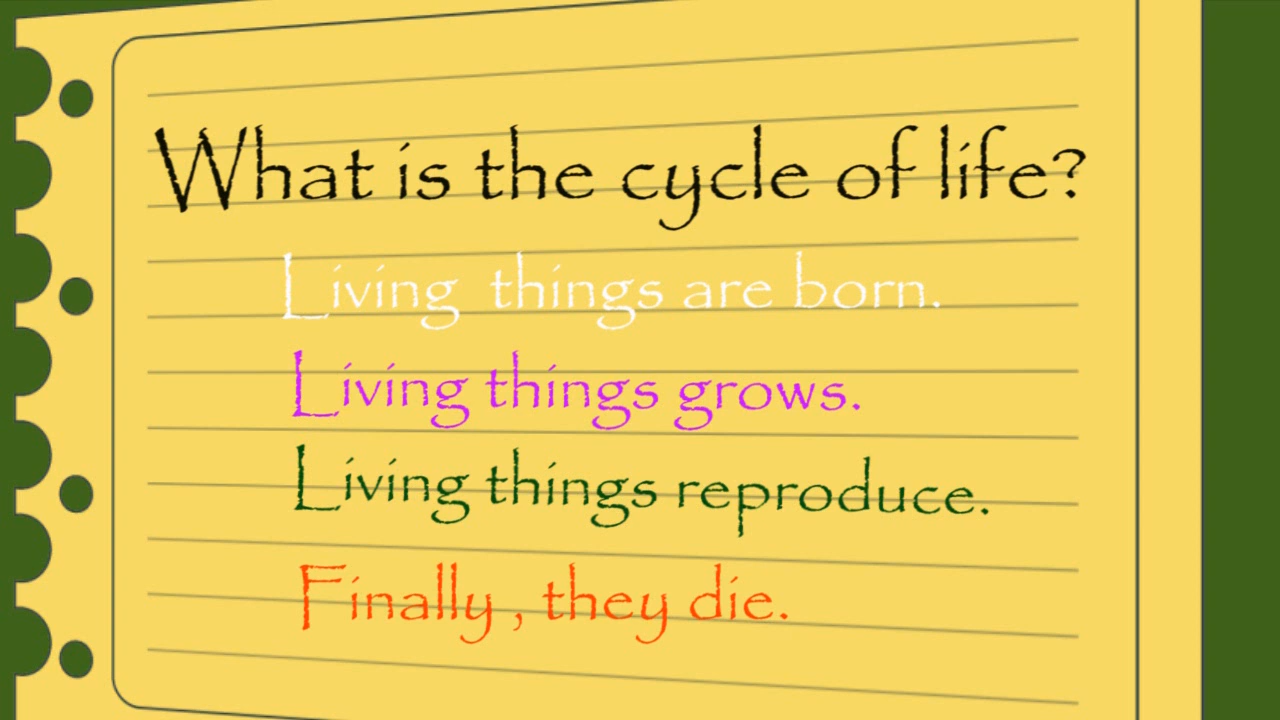 What is the cycle of life?
Living things are born.
Living things grows.
Living things reproduce.
Finally , they die.